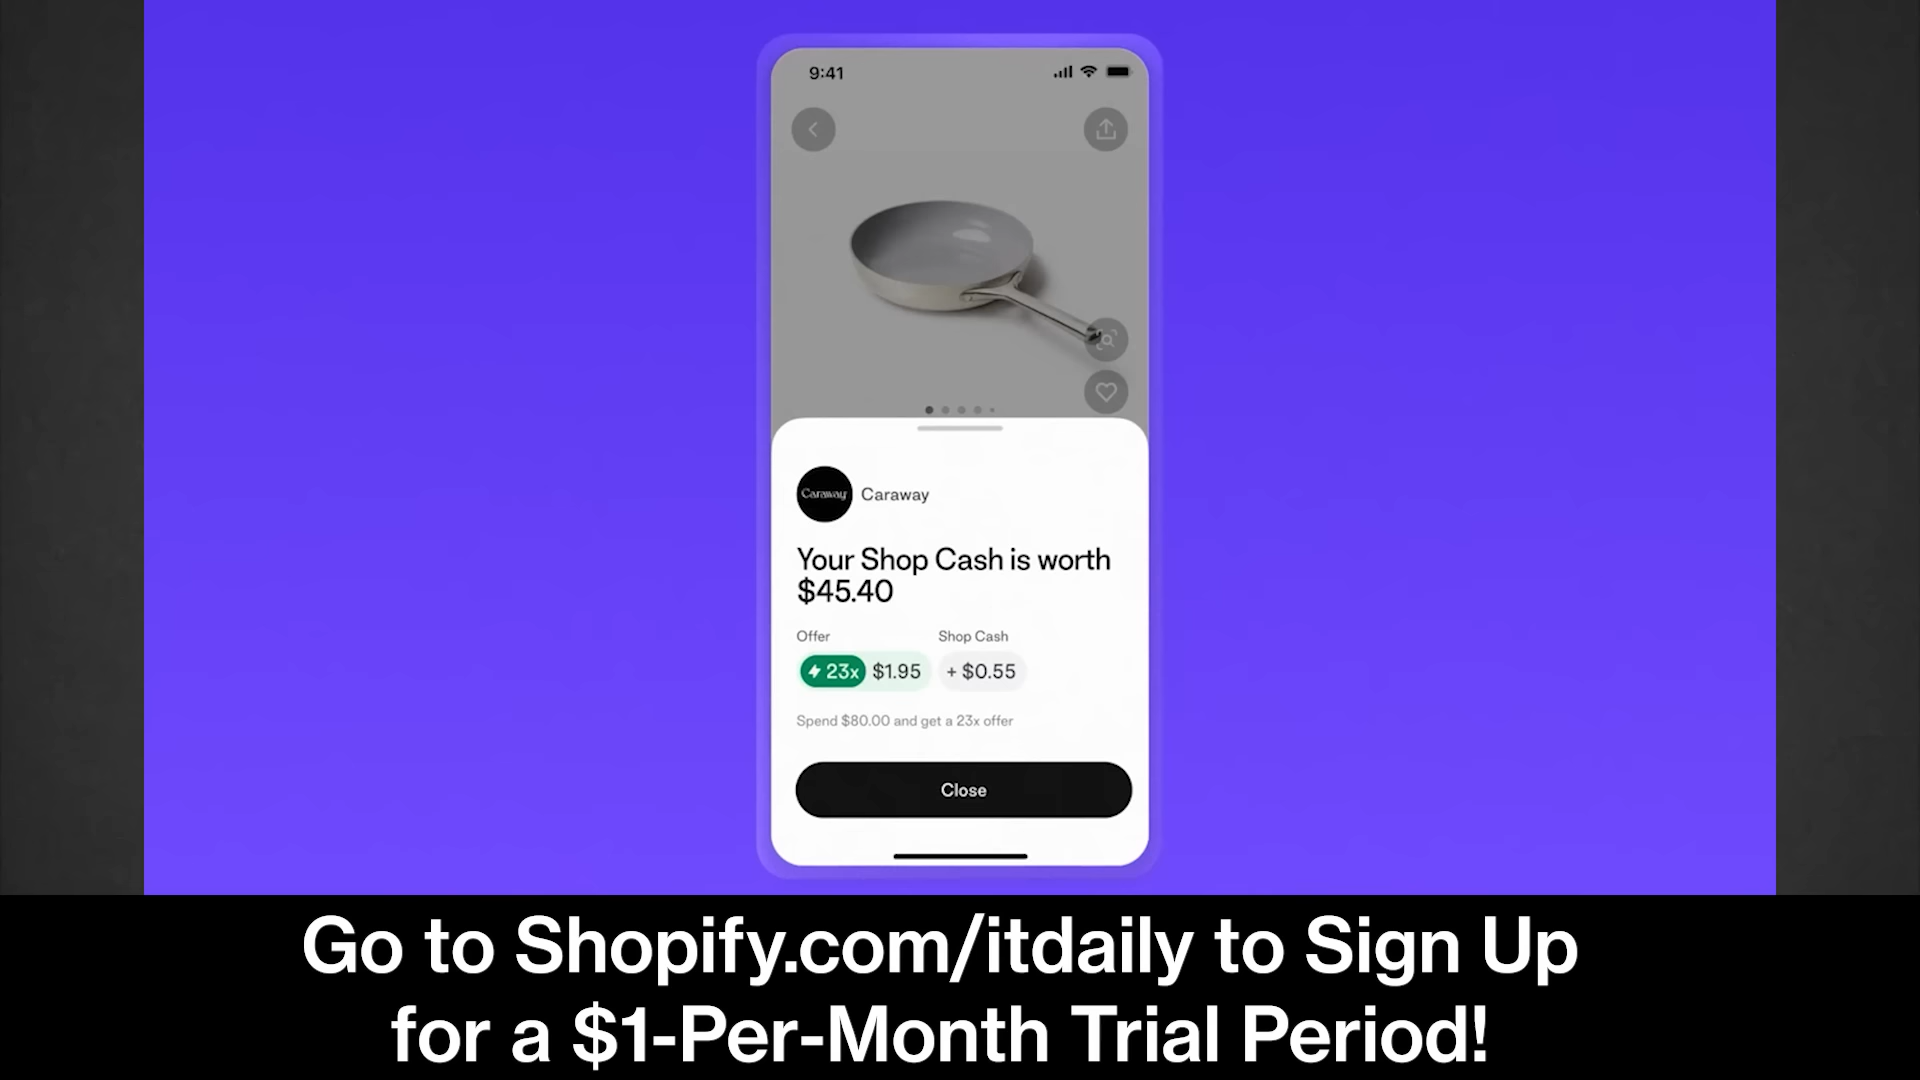 9:41
Caraway
Caraway
Your Shop Cash is worth
$45.40
Offer
Shop Cash
23x $1.95
+ $0.55
Spend $80.00 and get a 23x offer
Close
Go to Shopify.com/itdaily to Sign Up
for a $1-Per-Month Trial Period!